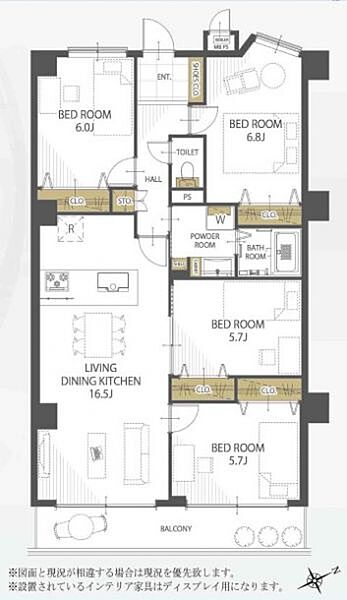 MB PS
ENT.
SHOES CLO.
BED ROOM
6.0J
BED ROOM
6.8J
TOILET
HALL
CLO.
STO.
PS
CLO.
R
W
POWDER
ROOM
BATH
ROOM
BED ROOM
5.7J
LIVING
DINING KITCHEN
16.5J
CLO.
CLO.
BED ROOM
5.7J
BALCONY
N
※図面と現況が相違する場合は現況を優先致します。
※設置されているインテリア家具はディスプレイ用になります。